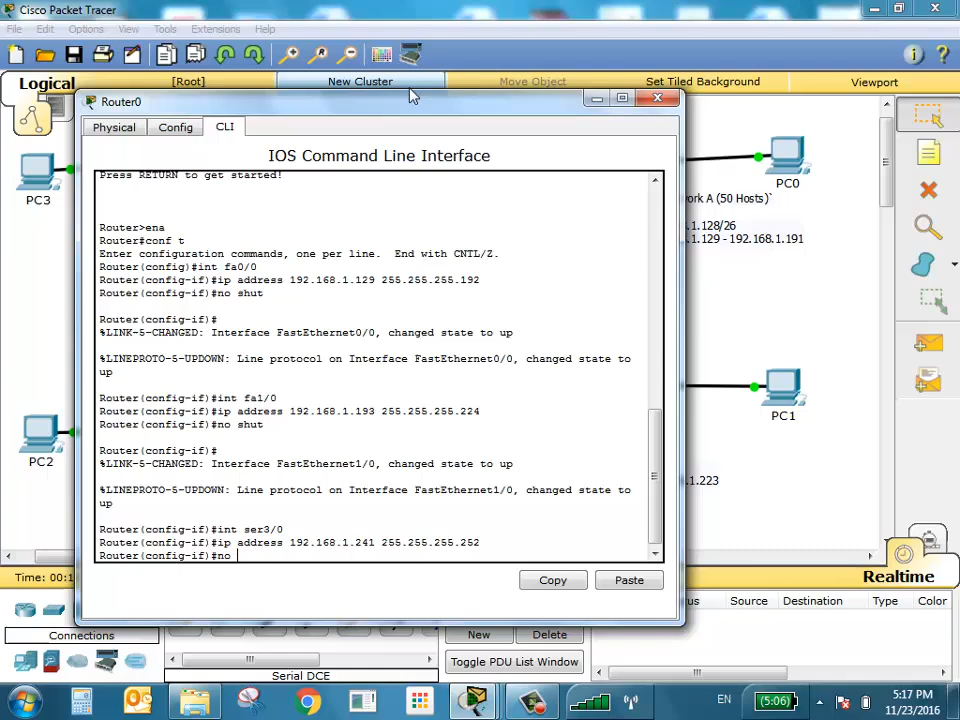 Cisco Packet Tracer
File Edit Options View Tools Extensions Help
Logical [Root] New Cluster Move Object Set Tiled Background Viewport
Router0
Physical Config CLI
IOS Command Line Interface
Press RETURN to get started!
Router>ena
Router#conf t
Enter configuration commands, one per line.  End with CNTL/Z.
Router(config)#int fa0/0
Router(config-if)#ip address 192.168.1.129 255.255.255.192
Router(config-if)#no shut
Router(config-if)#
%LINK-5-CHANGED: Interface FastEthernet0/0, changed state to up
%LINEPROTO-5-UPDOWN: Line protocol on Interface FastEthernet0/0, changed state to
up
Router(config-if)#int fa1/0
Router(config-if)#ip address 192.168.1.193 255.255.255.224
Router(config-if)#no shut
Router(config-if)#
%LINK-5-CHANGED: Interface FastEthernet1/0, changed state to up
%LINEPROTO-5-UPDOWN: Line protocol on Interface FastEthernet1/0, changed state to
up
Router(config-if)#int ser3/0
Router(config-if)#ip address 192.168.1.241 255.255.255.252
Router(config-if)#no
Copy Paste
PC3
PC2
PC0
ork A (50 Hosts)`
.1.128/26
.1.129 - 192.168.1.191
PC1
.1.223
Time: 00:1
Realtime
Connections
Serial DCE
New Delete
Toggle PDU List Window
us Source Destination Type Color
EN
(5:06)
5:17 PM
11/23/2016